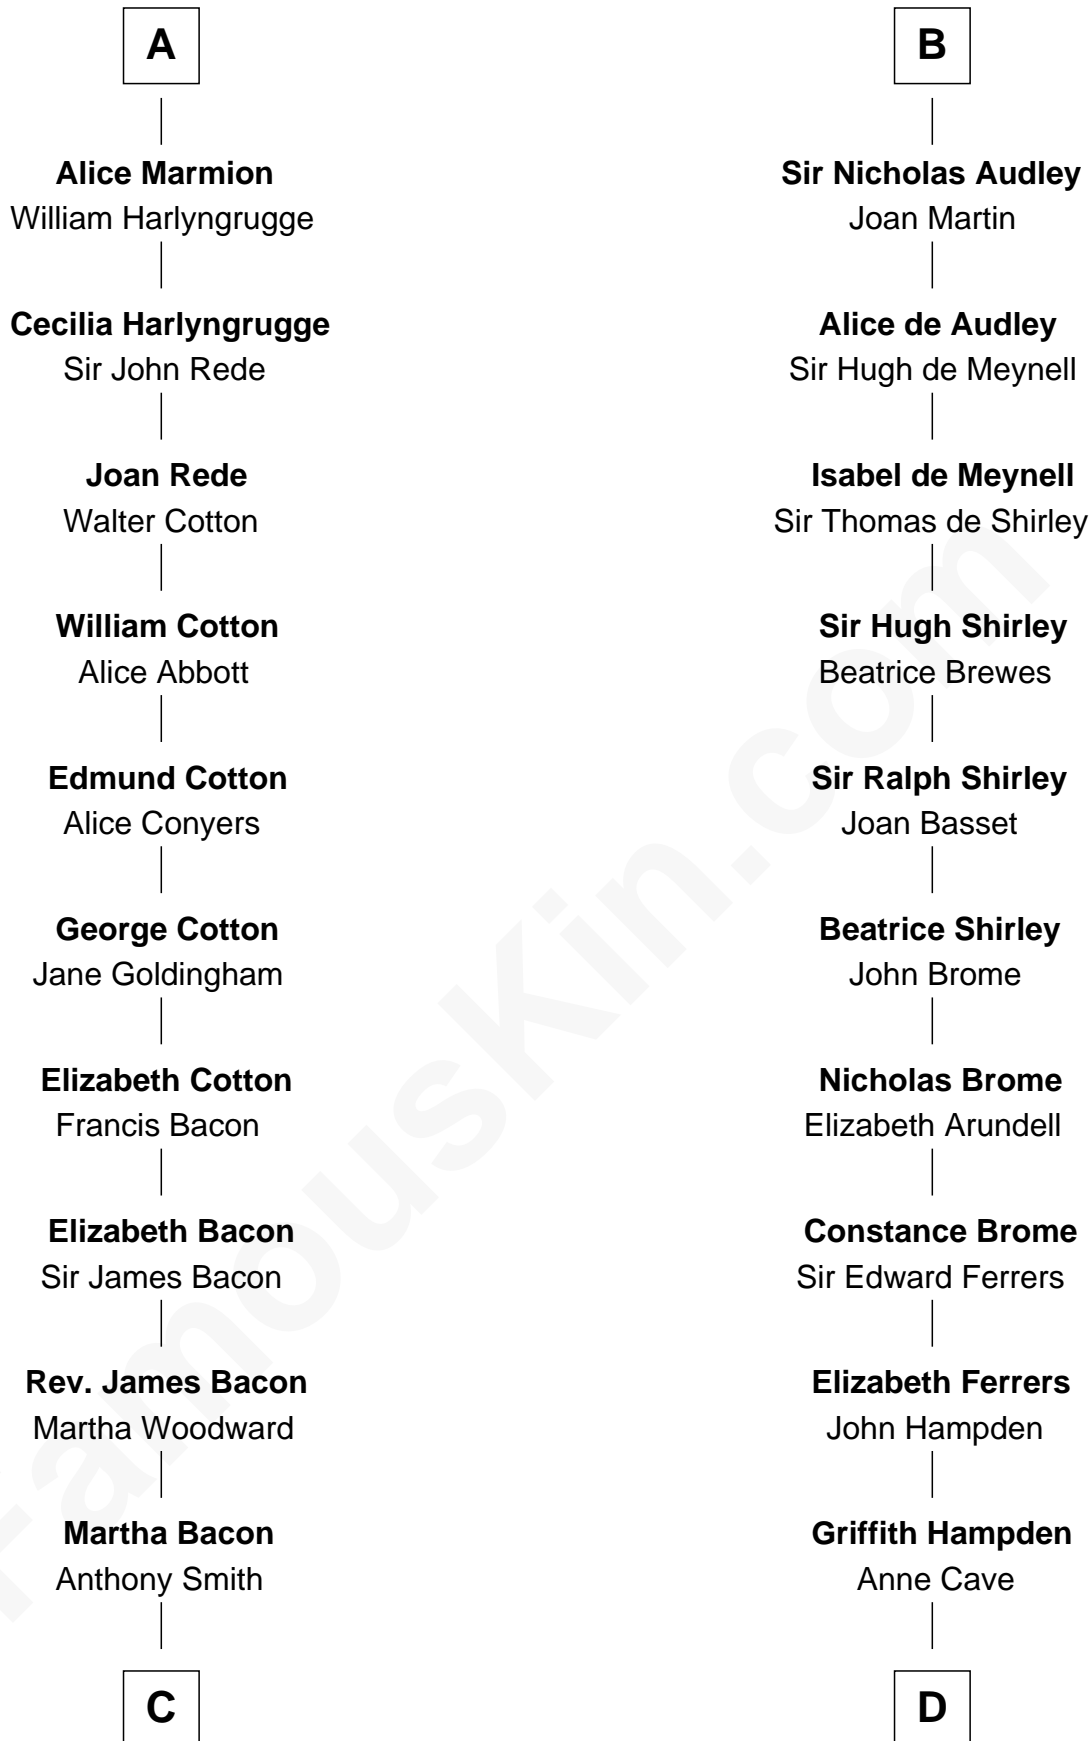 A
Alice Marmion
William Harlyngrugge
Cecilia Harlyngrugge
Sir John Rede
Joan Rede
Walter Cotton
William Cotton
Alice Abbott
Edmund Cotton
Alice Conyers
George Cotton
Jane Goldingham
Elizabeth Cotton
Francis Bacon
Elizabeth Bacon
Sir James Bacon
Rev. James Bacon
Martha Woodward
Martha Bacon
Anthony Smith
C
B
Sir Nicholas Audley
Joan Martin
Alice de Audley
Sir Hugh de Meynell
Isabel de Meynell
Sir Thomas de Shirley
Sir Hugh Shirley
Beatrice Brewes
Sir Ralph Shirley
Joan Basset
Beatrice Shirley
John Brome
Nicholas Brome
Elizabeth Arundell
Constance Brome
Sir Edward Ferrers
Elizabeth Ferrers
John Hampden
Griffith Hampden
Anne Cave
D
FamousKin.com